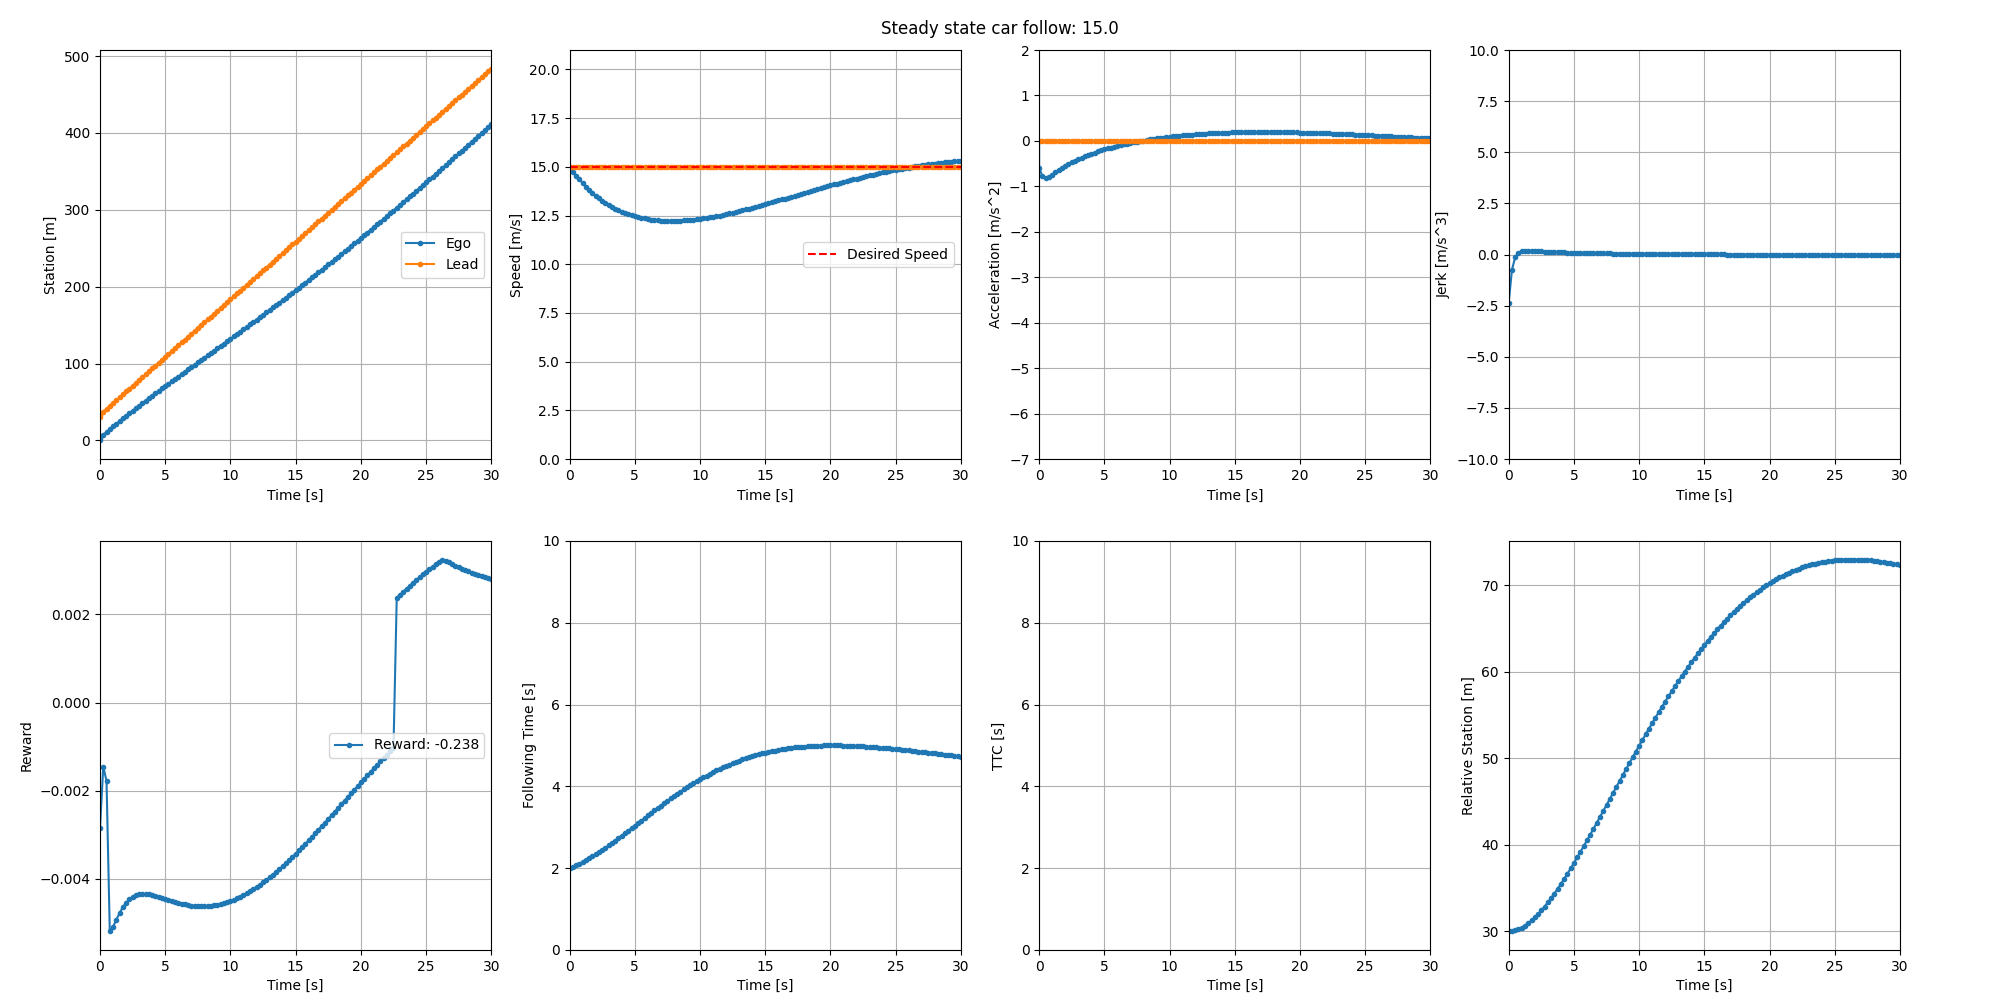 Steady state car follow: 15.0
Station [m]
500
400
300
200
100
0
Ego
Lead
0 5 10 15 20 25 30
Time [s]
Speed [m/s]
20.0
17.5
15.0
12.5
10.0
7.5
5.0
2.5
0.0
Desired Speed
0 5 10 15 20 25 30
Time [s]
Acceleration [m/s^2]
2
1
0
−1
−2
−3
−4
−5
−6
−7
0 5 10 15 20 25 30
Time [s]
Jerk [m/s^3]
10.0
7.5
5.0
2.5
0.0
−2.5
−5.0
−7.5
−10.0
0 5 10 15 20 25 30
Time [s]
Reward
0.002
0.000
−0.002
−0.004
Reward: -0.238
0 5 10 15 20 25 30
Time [s]
Following Time [s]
10
8
6
4
2
0
0 5 10 15 20 25 30
Time [s]
TTC [s]
10
8
6
4
2
0
0 5 10 15 20 25 30
Time [s]
Relative Station [m]
70
60
50
40
30
0 5 10 15 20 25 30
Time [s]